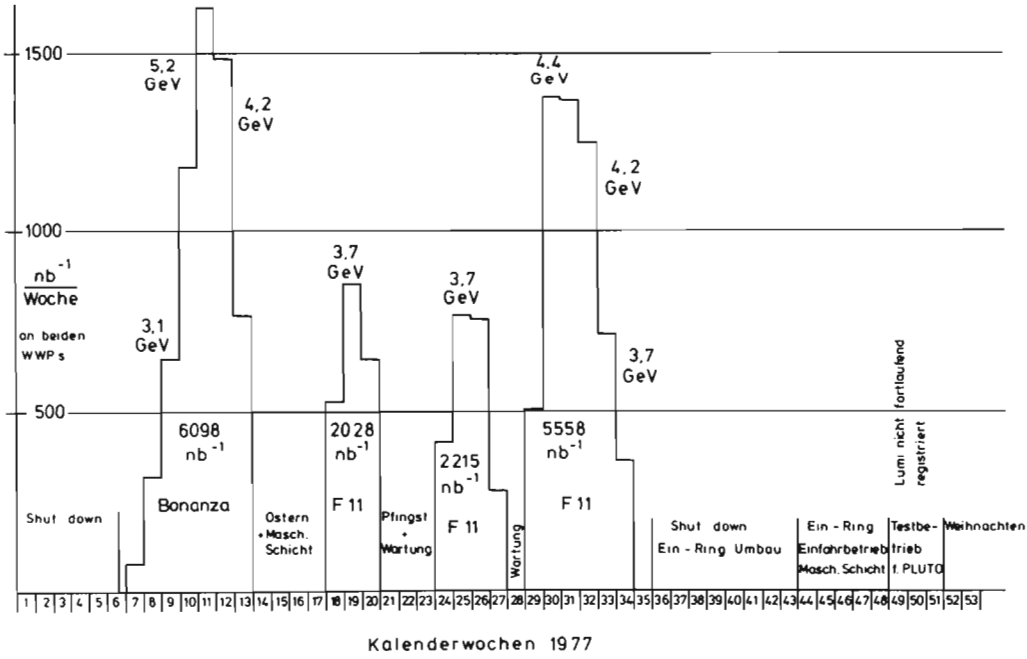 1500
5,2
GeV
4,2
GeV
4,4
GeV
4,2
GeV
1000
nb⁻¹
Woche
an beiden
WWPs
3,1
GeV
3,7
GeV
3,7
GeV
3,7
GeV
500
6098
nb⁻¹
Bonanza
2028
nb⁻¹
F 11
2215
nb⁻¹
F 11
5558
nb⁻¹
F 11
Lumi nicht fortlaufend
registriert
Shut down
Ostern
+ Masch.
Schicht
Pfingst
+
Wartung
Wartung
Shut down
Ein - Ring Umbau
Ein - Ring
Einfahrbetrieb
Masch. Schicht
Testbe-
trieb
f. PLUTO
Weihnachten
1 2 3 4 5 6 7 8 9 10 11 12 13 14 15 16 17 18 19 20 21 22 23 24 25 26 27 28 29 30 31 32 33 34 35 36 37 38 39 40 41 42 43 44 45 46 47 48 49 50 51 52 53
Kalenderwochen 1977